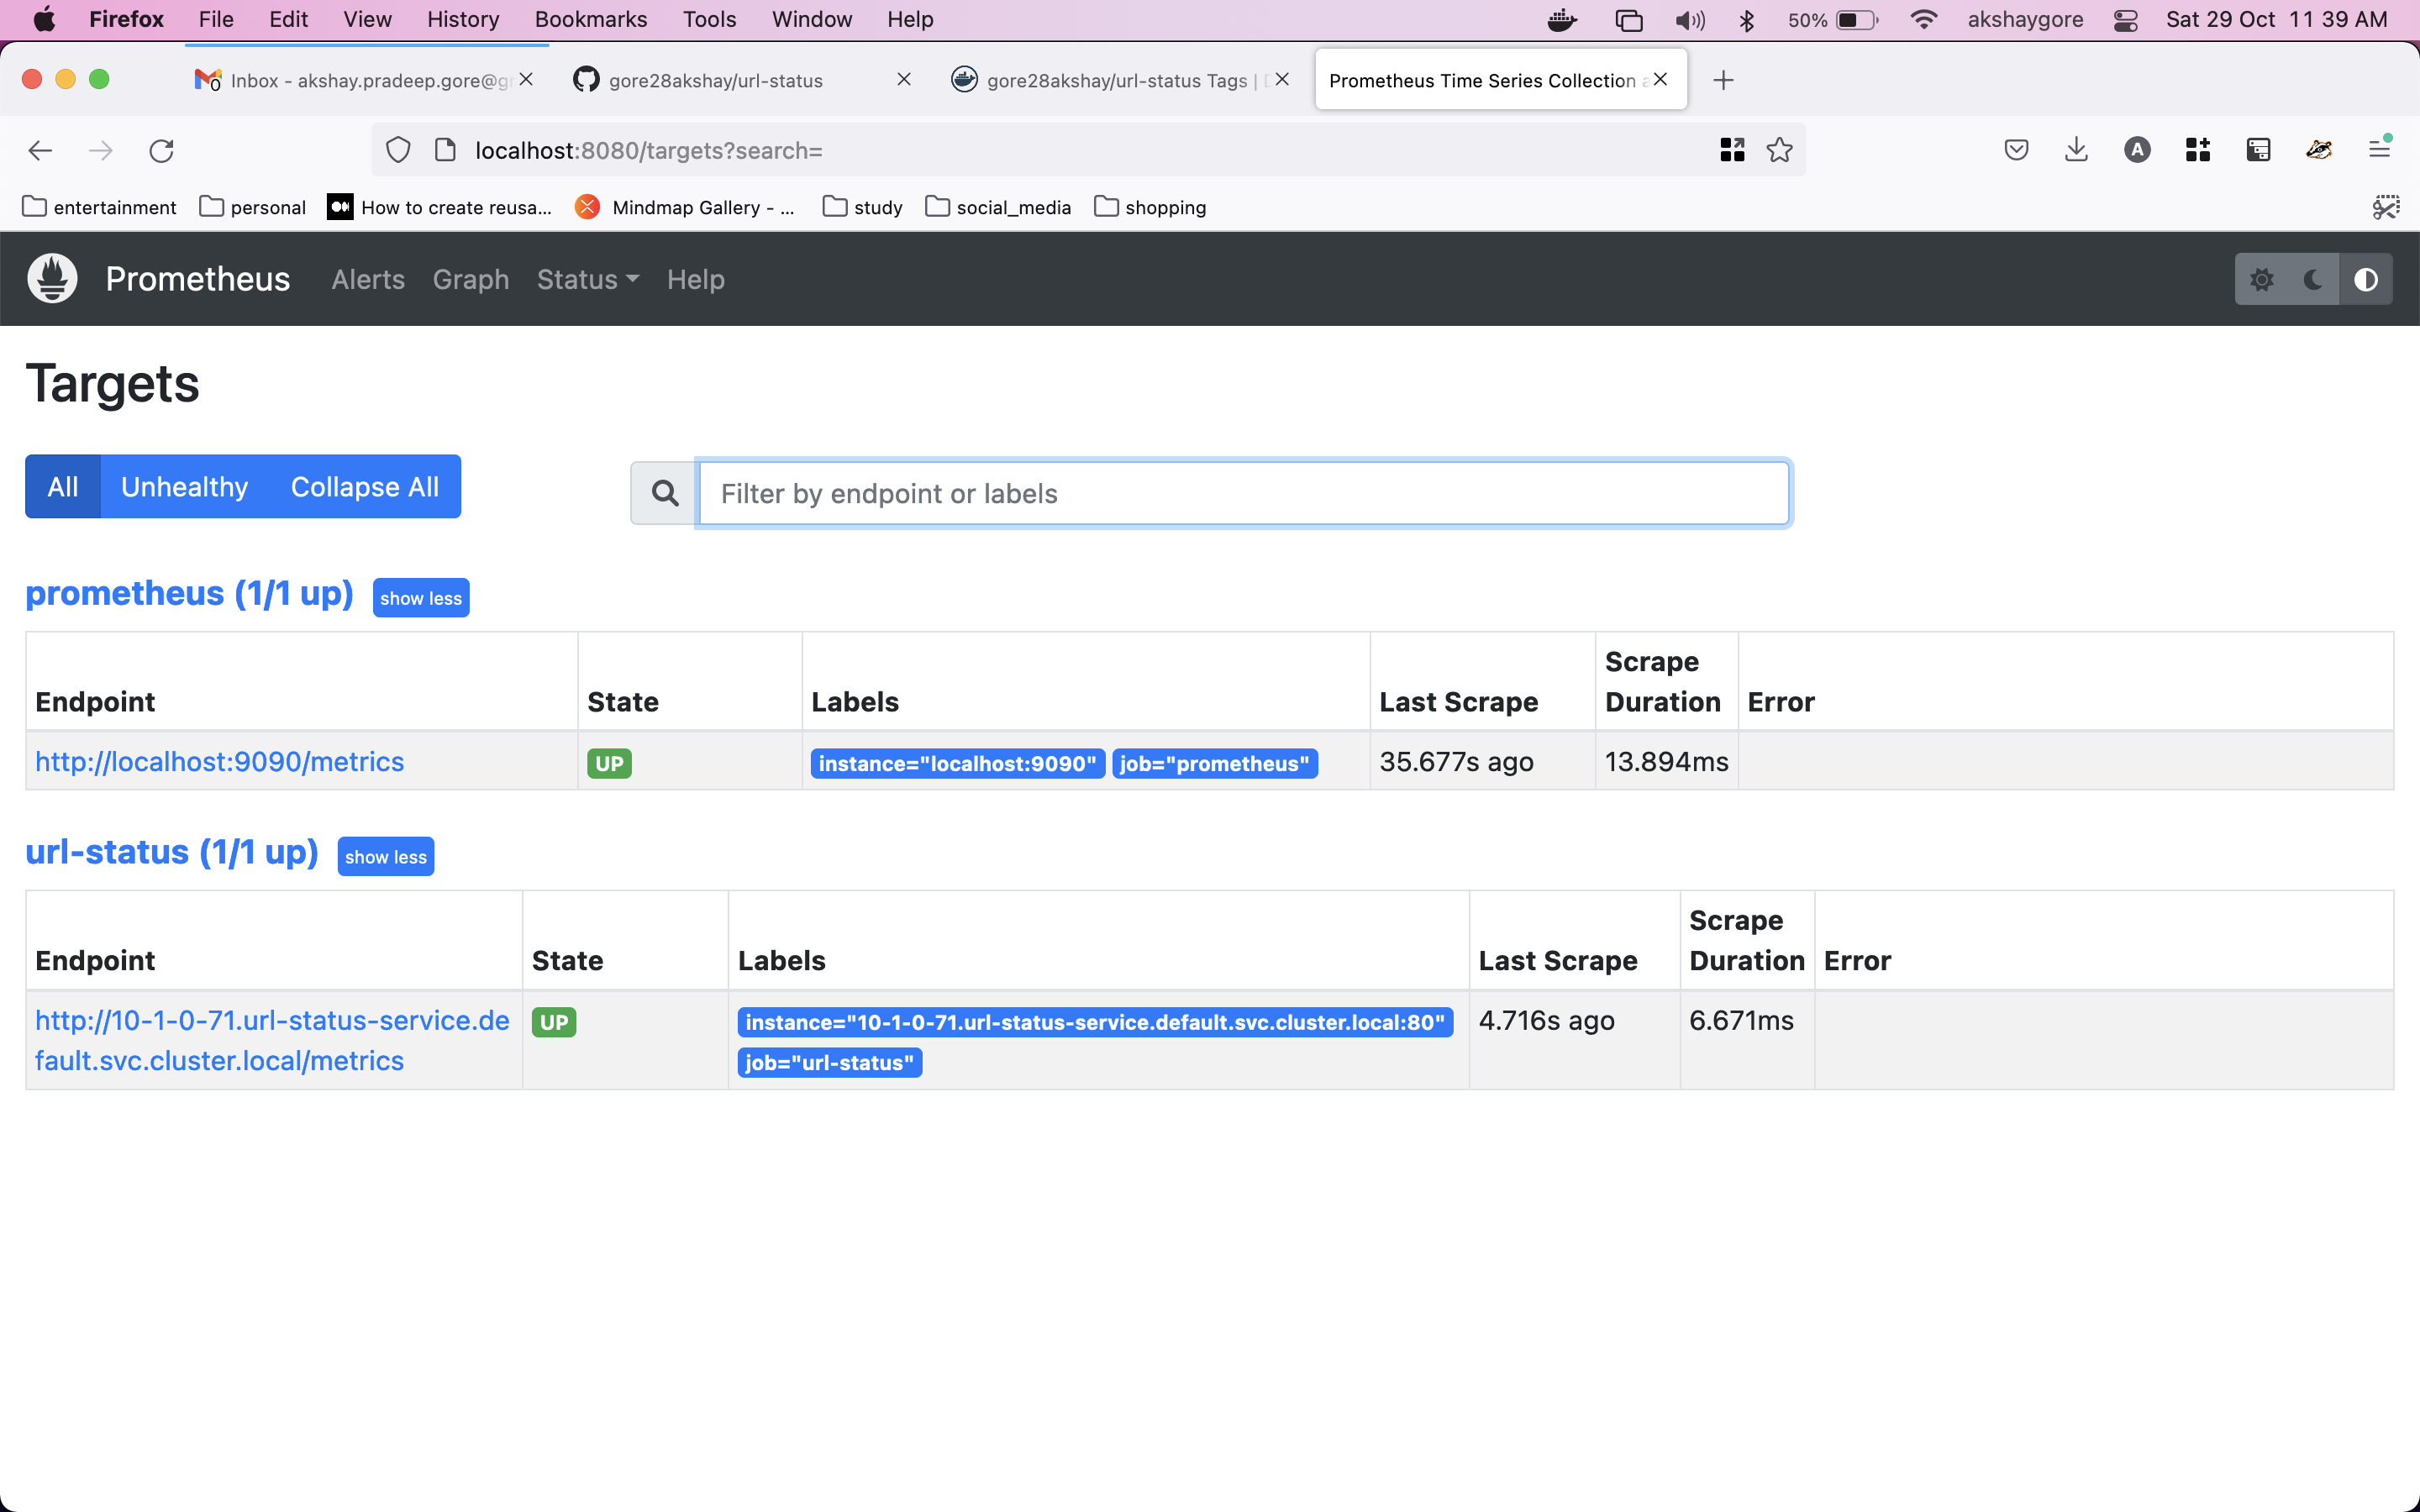 Firefox File Edit View History Bookmarks Tools Window Help 50% akshaygore Sat 29 Oct 11 39 AM
Inbox - akshay.pradeep.gore@g gore28akshay/url-status gore28akshay/url-status Tags | Prometheus Time Series Collection
localhost:8080/targets?search= A
entertainment personal How to create reusa... Mindmap Gallery - ... study social_media shopping
Prometheus Alerts Graph Status Help
Targets
All Unhealthy Collapse All Filter by endpoint or labels
prometheus (1/1 up) show less
Endpoint State Labels Last Scrape Scrape Duration Error
http://localhost:9090/metrics UP instance="localhost:9090" job="prometheus" 35.677s ago 13.894ms
url-status (1/1 up) show less
Endpoint State Labels Last Scrape Scrape Duration Error
http://10-1-0-71.url-status-service.de UP instance="10-1-0-71.url-status-service.default.svc.cluster.local:80" 4.716s ago 6.671ms
fault.svc.cluster.local/metrics job="url-status"